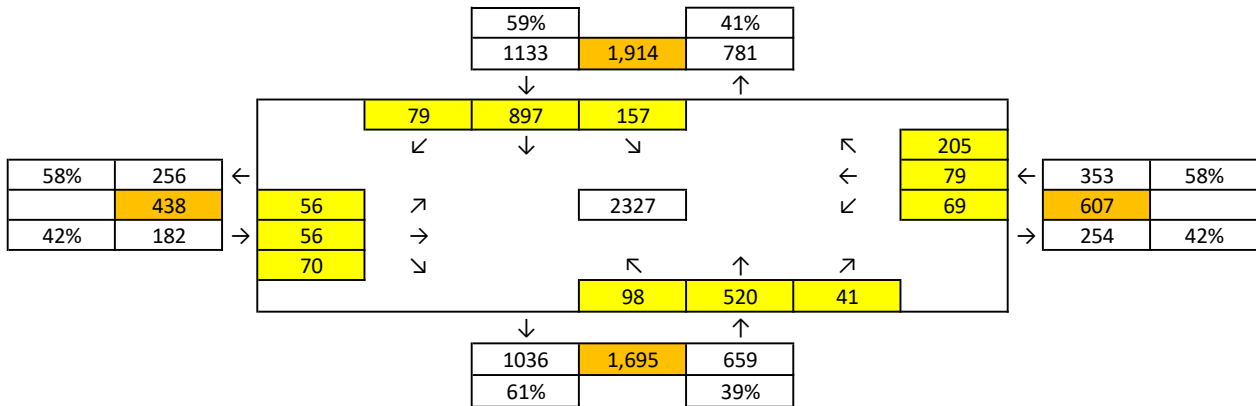 59% 41%
1133 1,914 781
↓ ↑
79 897 157
↙ ↓ ↘ ↖ 205
58% 256 ← ← 79 ← 353 58%
438 56 ↗ 2327 ↙ 69 607
42% 182 → 56 → → 254 42%
70 ↘ ↖ ↑ ↗
98 520 41
↓ ↑
1036 1,695 659
61% 39%